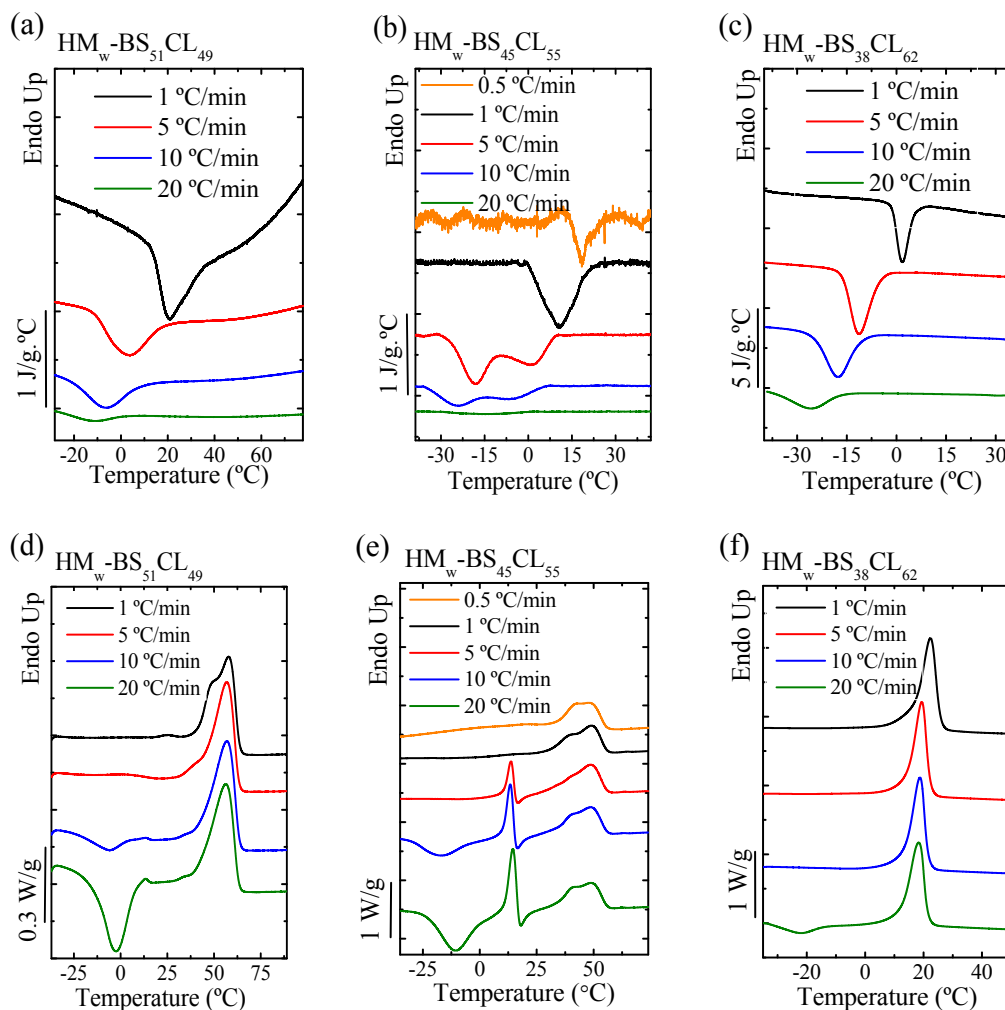 (a)
HMw-BS51CL49
Endo Up
1 ºC/min
5 ºC/min
10 ºC/min
20 ºC/min
1 J/g.ºC
-20 0 20 40 60
Temperature (ºC)
(b)
HMw-BS45CL55
Endo Up
0.5 ºC/min
1 ºC/min
5 ºC/min
10 ºC/min
20 ºC/min
1 J/g.ºC
-30 -15 0 15 30
Temperature (ºC)
(c)
HMw-BS38CL62
Endo Up
1 ºC/min
5 ºC/min
10 ºC/min
20 ºC/min
5 J/g.ºC
-30 -15 0 15 30
Temperature (ºC)
(d)
HMw-BS51CL49
Endo Up
1 ºC/min
5 ºC/min
10 ºC/min
20 ºC/min
0.3 W/g
-25 0 25 50 75
Temperature (ºC)
(e)
HMw-BS45CL55
Endo Up
0.5 ºC/min
1 ºC/min
5 ºC/min
10 ºC/min
20 ºC/min
1 W/g
-25 0 25 50
Temperature (°C)
(f)
HMw-BS38CL62
Endo Up
1 ºC/min
5 ºC/min
10 ºC/min
20 ºC/min
1 W/g
-20 0 20 40
Temperature (ºC)